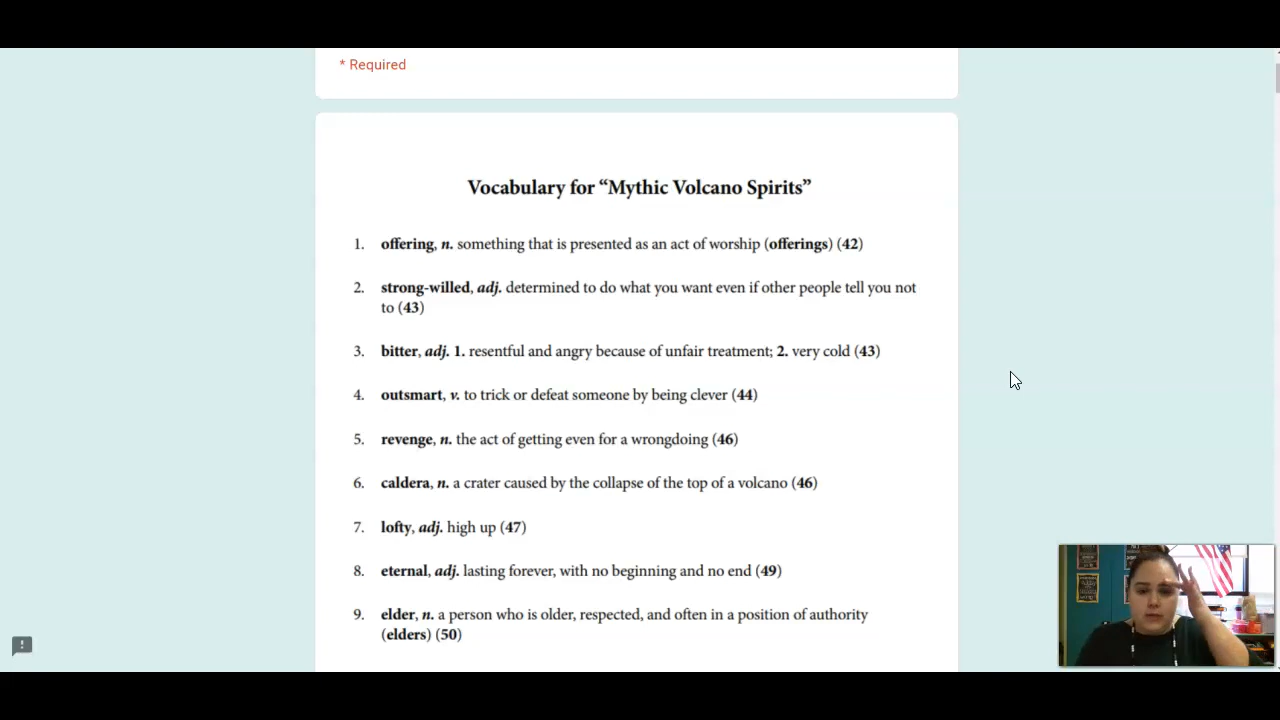 * Required
Vocabulary for “Mythic Volcano Spirits”
1. offering, n. something that is presented as an act of worship (offerings) (42)
2. strong-willed, adj. determined to do what you want even if other people tell you not
to (43)
3. bitter, adj. 1. resentful and angry because of unfair treatment; 2. very cold (43)
4. outsmart, v. to trick or defeat someone by being clever (44)
5. revenge, n. the act of getting even for a wrongdoing (46)
6. caldera, n. a crater caused by the collapse of the top of a volcano (46)
7. lofty, adj. high up (47)
8. eternal, adj. lasting forever, with no beginning and no end (49)
9. elder, n. a person who is older, respected, and often in a position of authority
(elders) (50)